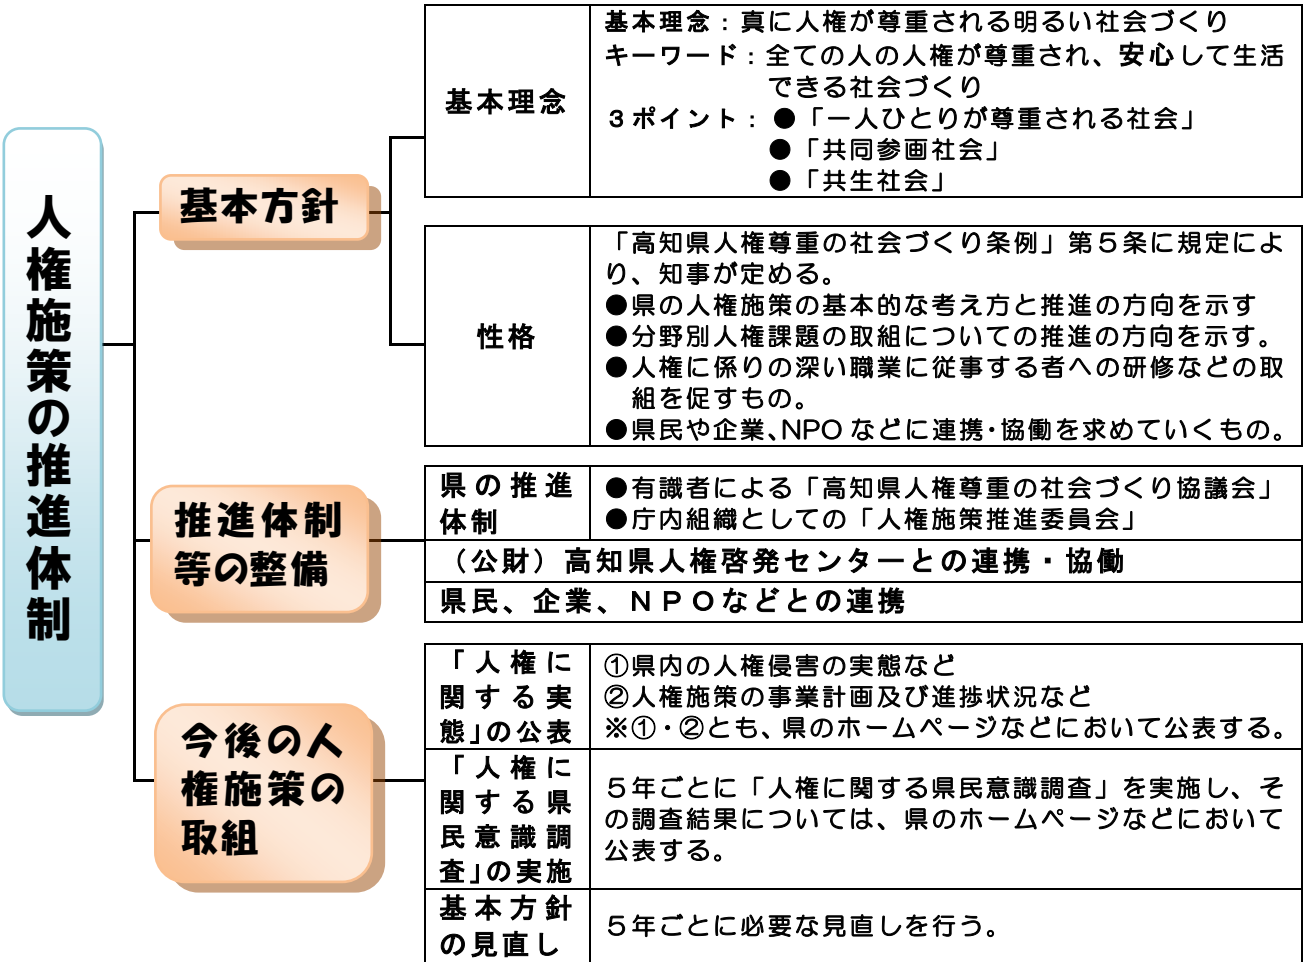 人権施策の推進体制
基本方針
基本理念
基本理念：真に人権が尊重される明るい社会づくり
キーワード：全ての人の人権が尊重され、安心して生活
できる社会づくり
３ポイント：●「一人ひとりが尊重される社会」
●「共同参画社会」
●「共生社会」
性格
「高知県人権尊重の社会づくり条例」第５条に規定によ
り、知事が定める。
●県の人権施策の基本的な考え方と推進の方向を示す
●分野別人権課題の取組についての推進の方向を示す。
●人権に係りの深い職業に従事する者への研修などの取
組を促すもの。
●県民や企業、NPO などに連携・協働を求めていくもの。
推進体制
等の整備
県の推進
体制
●有識者による「高知県人権尊重の社会づくり協議会」
●庁内組織としての「人権施策推進委員会」
（公財）高知県人権啓発センターとの連携・協働
県民、企業、ＮＰＯなどとの連携
今後の人
権施策の
取組
「人権に
関する実
態」の公表
①県内の人権侵害の実態など
②人権施策の事業計画及び進捗状況など
※①・②とも、県のホームページなどにおいて公表する。
「人権に
関する県
民意識調
査」の実施
５年ごとに「人権に関する県民意識調査」を実施し、そ
の調査結果については、県のホームページなどにおいて
公表する。
基本方針
の見直し
５年ごとに必要な見直しを行う。